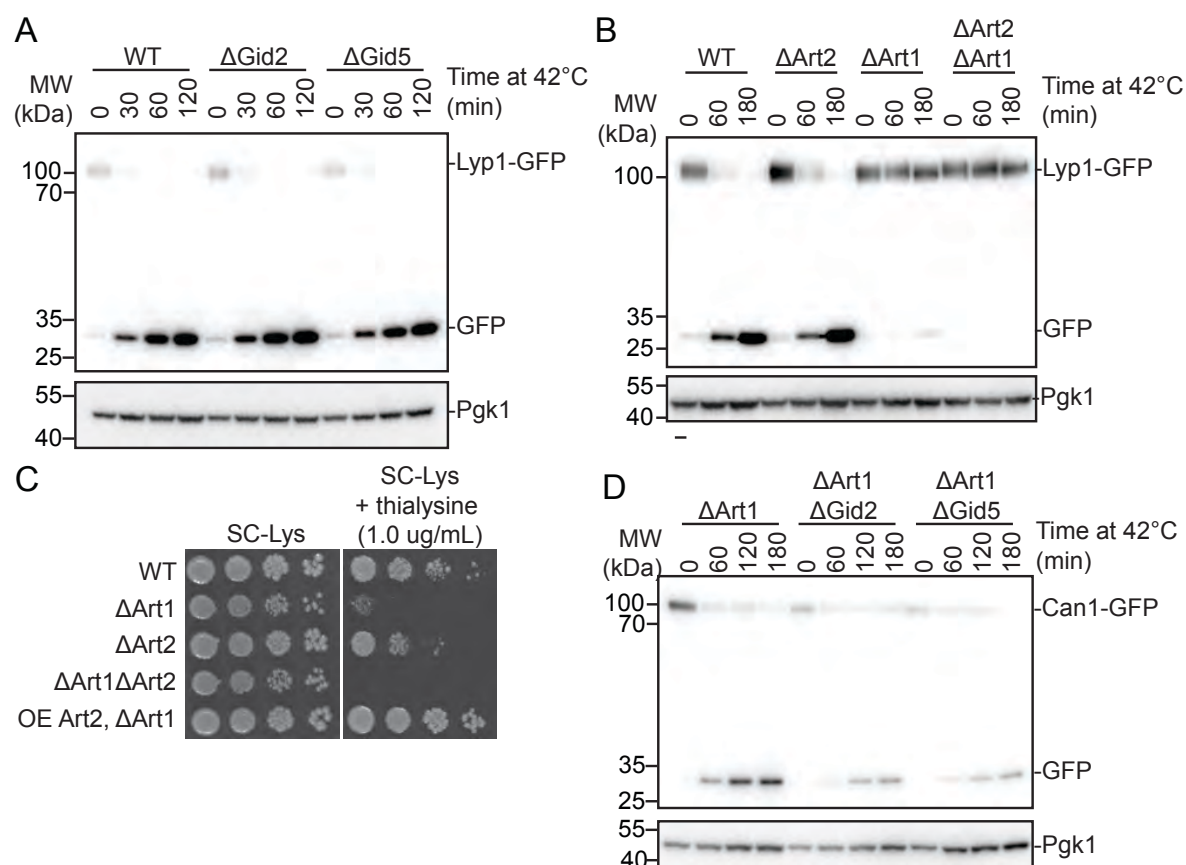 A
WT ΔGid2 ΔGid5
MW (kDa)
0 30 60 120 0 30 60 120 0 30 60 120
Time at 42°C (min)
100
70
35
25
-Lyp1-GFP
-GFP
55
40
-Pgk1
B
WT ΔArt2 ΔArt1 ΔArt2 ΔArt1
MW (kDa)
0 60 180 0 60 180 0 60 180 0 60 180
Time at 42°C (min)
100
35
25
-Lyp1-GFP
-GFP
55
40
-Pgk1
C
SC-Lys
SC-Lys
+ thialysine
(1.0 ug/mL)
WT
ΔArt1
ΔArt2
ΔArt1ΔArt2
OE Art2, ΔArt1
D
ΔArt1 ΔArt1 ΔGid2 ΔArt1 ΔGid5
MW (kDa)
0 60 120 180 0 60 120 180 0 60 120 180
Time at 42°C (min)
100
70
35
25
-Can1-GFP
-GFP
55
40
-Pgk1